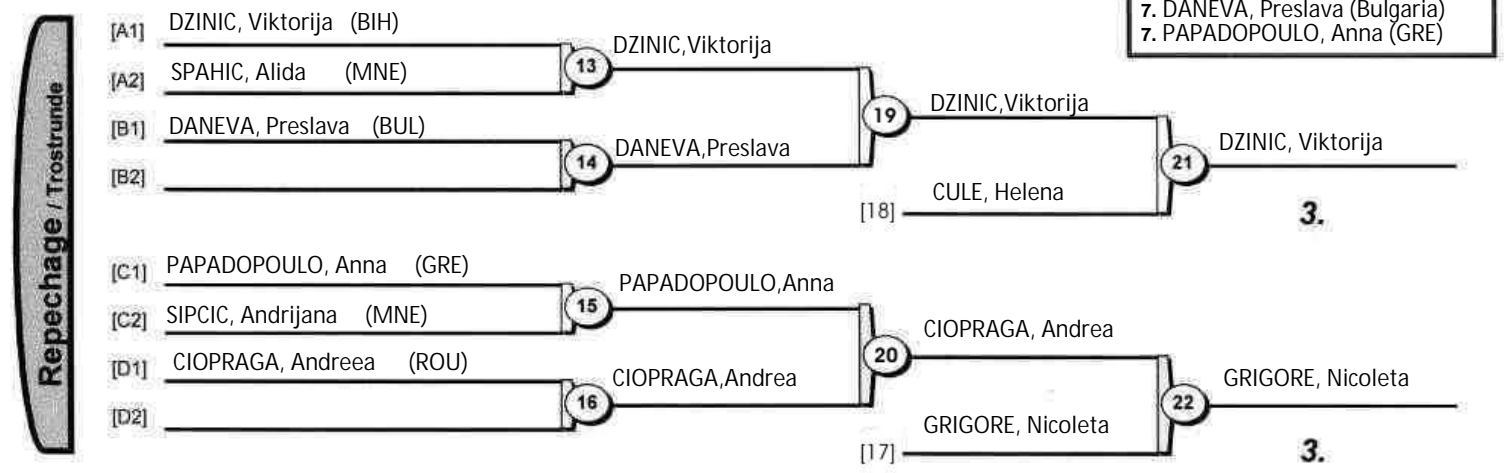 7. DANEVA, Preslava (Bulgaria)
7. PAPADOPOULO, Anna (GRE)
Repechage / Trostrunde
[A1] DZINIC, Viktorija (BIH)
[A2] SPAHIC, Alida (MNE)
13
DZINIC,Viktorija
[B1] DANEVA, Preslava (BUL)
[B2]
14
DANEVA,Preslava
19
DZINIC,Viktorija
[18] CULE, Helena
21
DZINIC, Viktorija
3.
[C1] PAPADOPOULO, Anna (GRE)
[C2] SIPCIC, Andrijana (MNE)
15
PAPADOPOULO,Anna
[D1] CIOPRAGA, Andreea (ROU)
[D2]
16
CIOPRAGA,Andrea
20
CIOPRAGA, Andrea
[17] GRIGORE, Nicoleta
22
GRIGORE, Nicoleta
3.